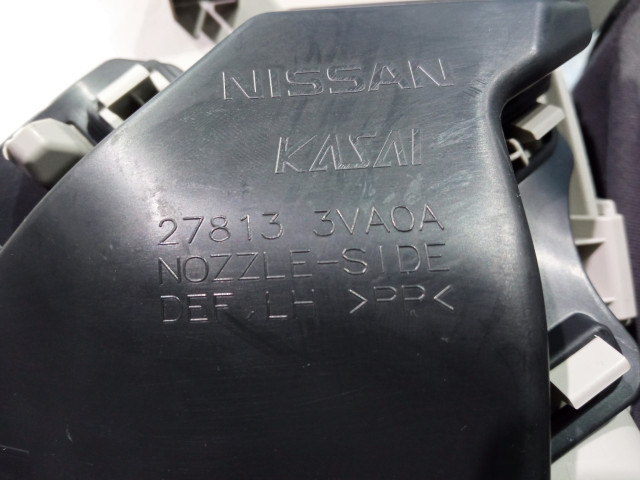 NISSAN
KASAI
27813 3VA0A
NOZZLE-SIDE
DEF,LH >PP<